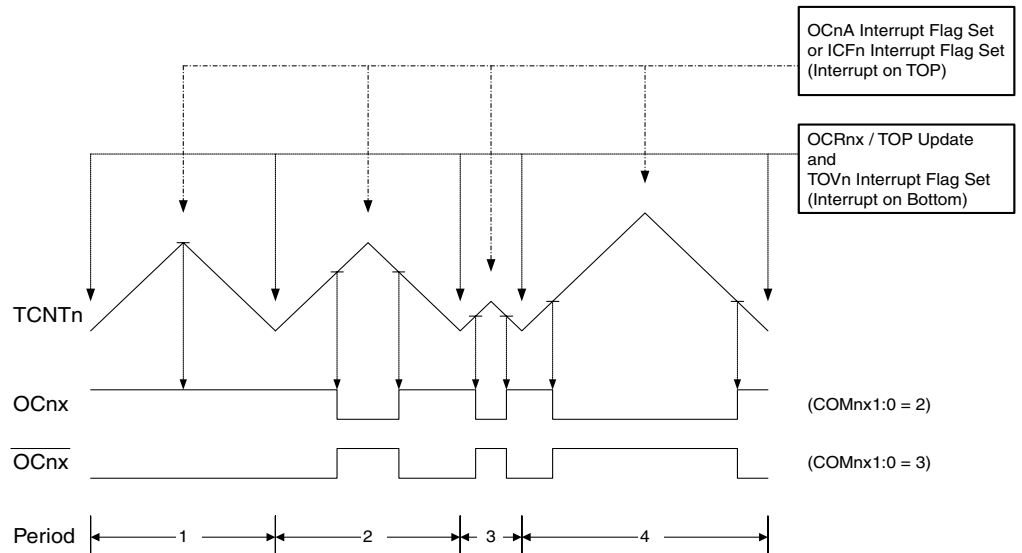 OCnA Interrupt Flag Set
or ICFn Interrupt Flag Set
(Interrupt on TOP)
OCRnx / TOP Update
and
TOVn Interrupt Flag Set
(Interrupt on Bottom)
TCNTn
OCnx
(COMnx1:0 = 2)
OCnx
(COMnx1:0 = 3)
Period 1 2 3 4